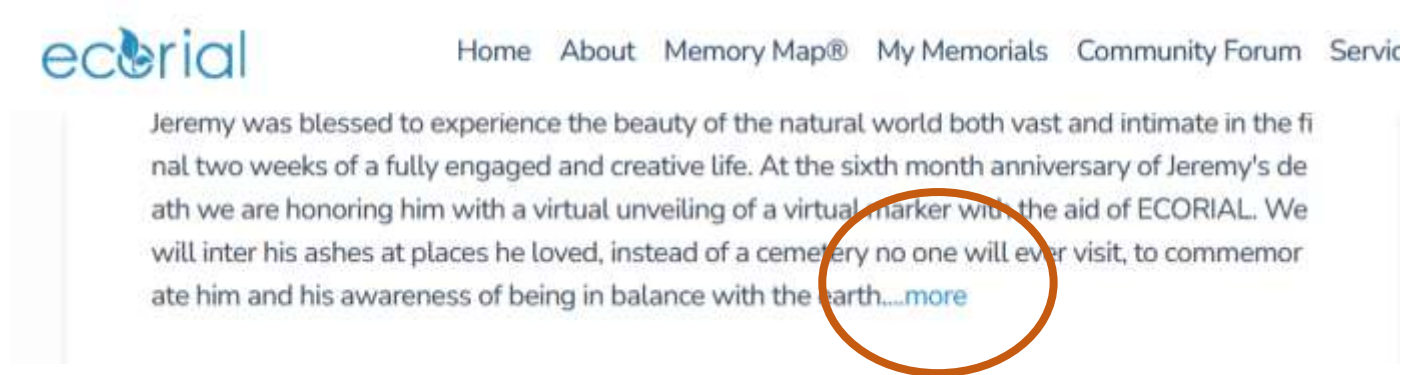 ecorial Home About Memory Map® My Memorials Community Forum Servic
Jeremy was blessed to experience the beauty of the natural world both vast and intimate in the fi
nal two weeks of a fully engaged and creative life. At the sixth month anniversary of Jeremy's de
ath we are honoring him with a virtual unveiling of a virtual marker with the aid of ECORIAL. We
will inter his ashes at places he loved, instead of a cemetery no one will ever visit, to commemor
ate him and his awareness of being in balance with the earth....more